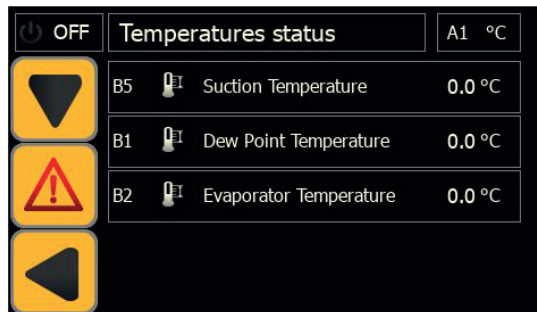 OFF Temperatures status A1 °C
B5 Suction Temperature 0.0 °C
B1 Dew Point Temperature 0.0 °C
B2 Evaporator Temperature 0.0 °C